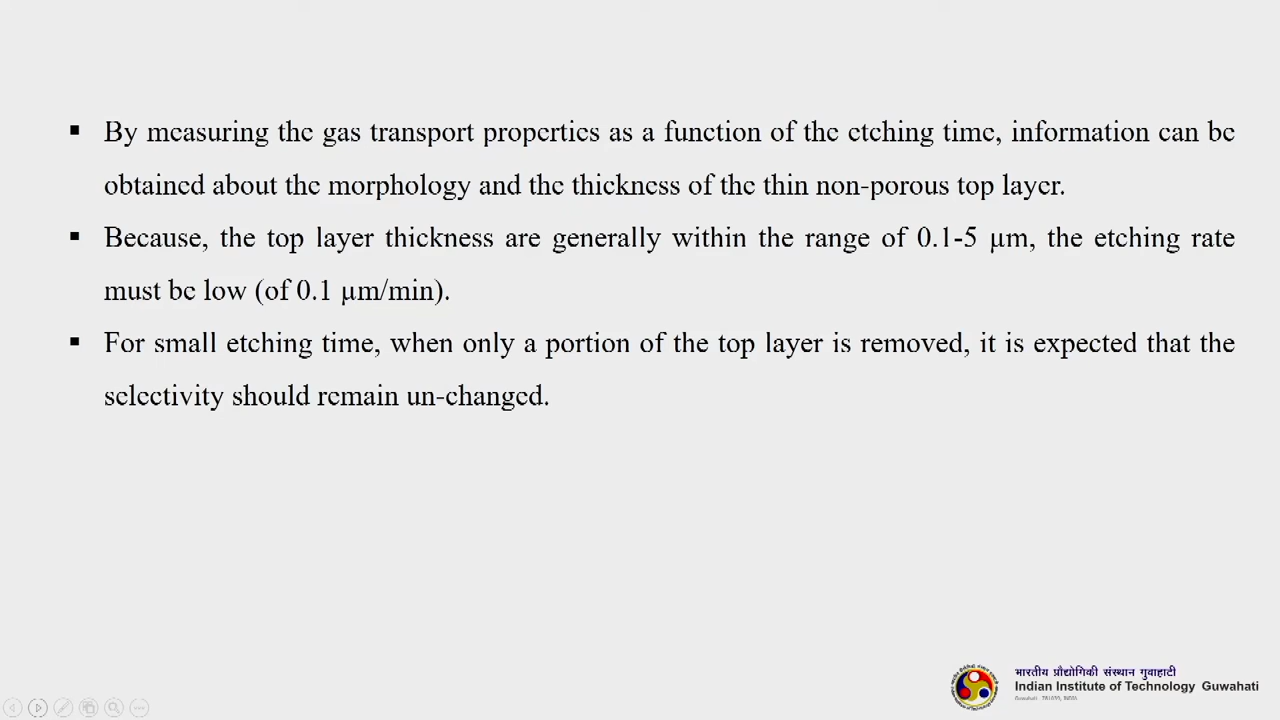 ▪ By measuring the gas transport properties as a function of the etching time, information can be
obtained about the morphology and the thickness of the thin non-porous top layer.
▪ Because, the top layer thickness are generally within the range of 0.1-5 µm, the etching rate
must be low (of 0.1 µm/min).
▪ For small etching time, when only a portion of the top layer is removed, it is expected that the
selectivity should remain un-changed.
भारतीय प्रौद्योगिकी संस्थान गुवाहाटी
Indian Institute of Technology Guwahati